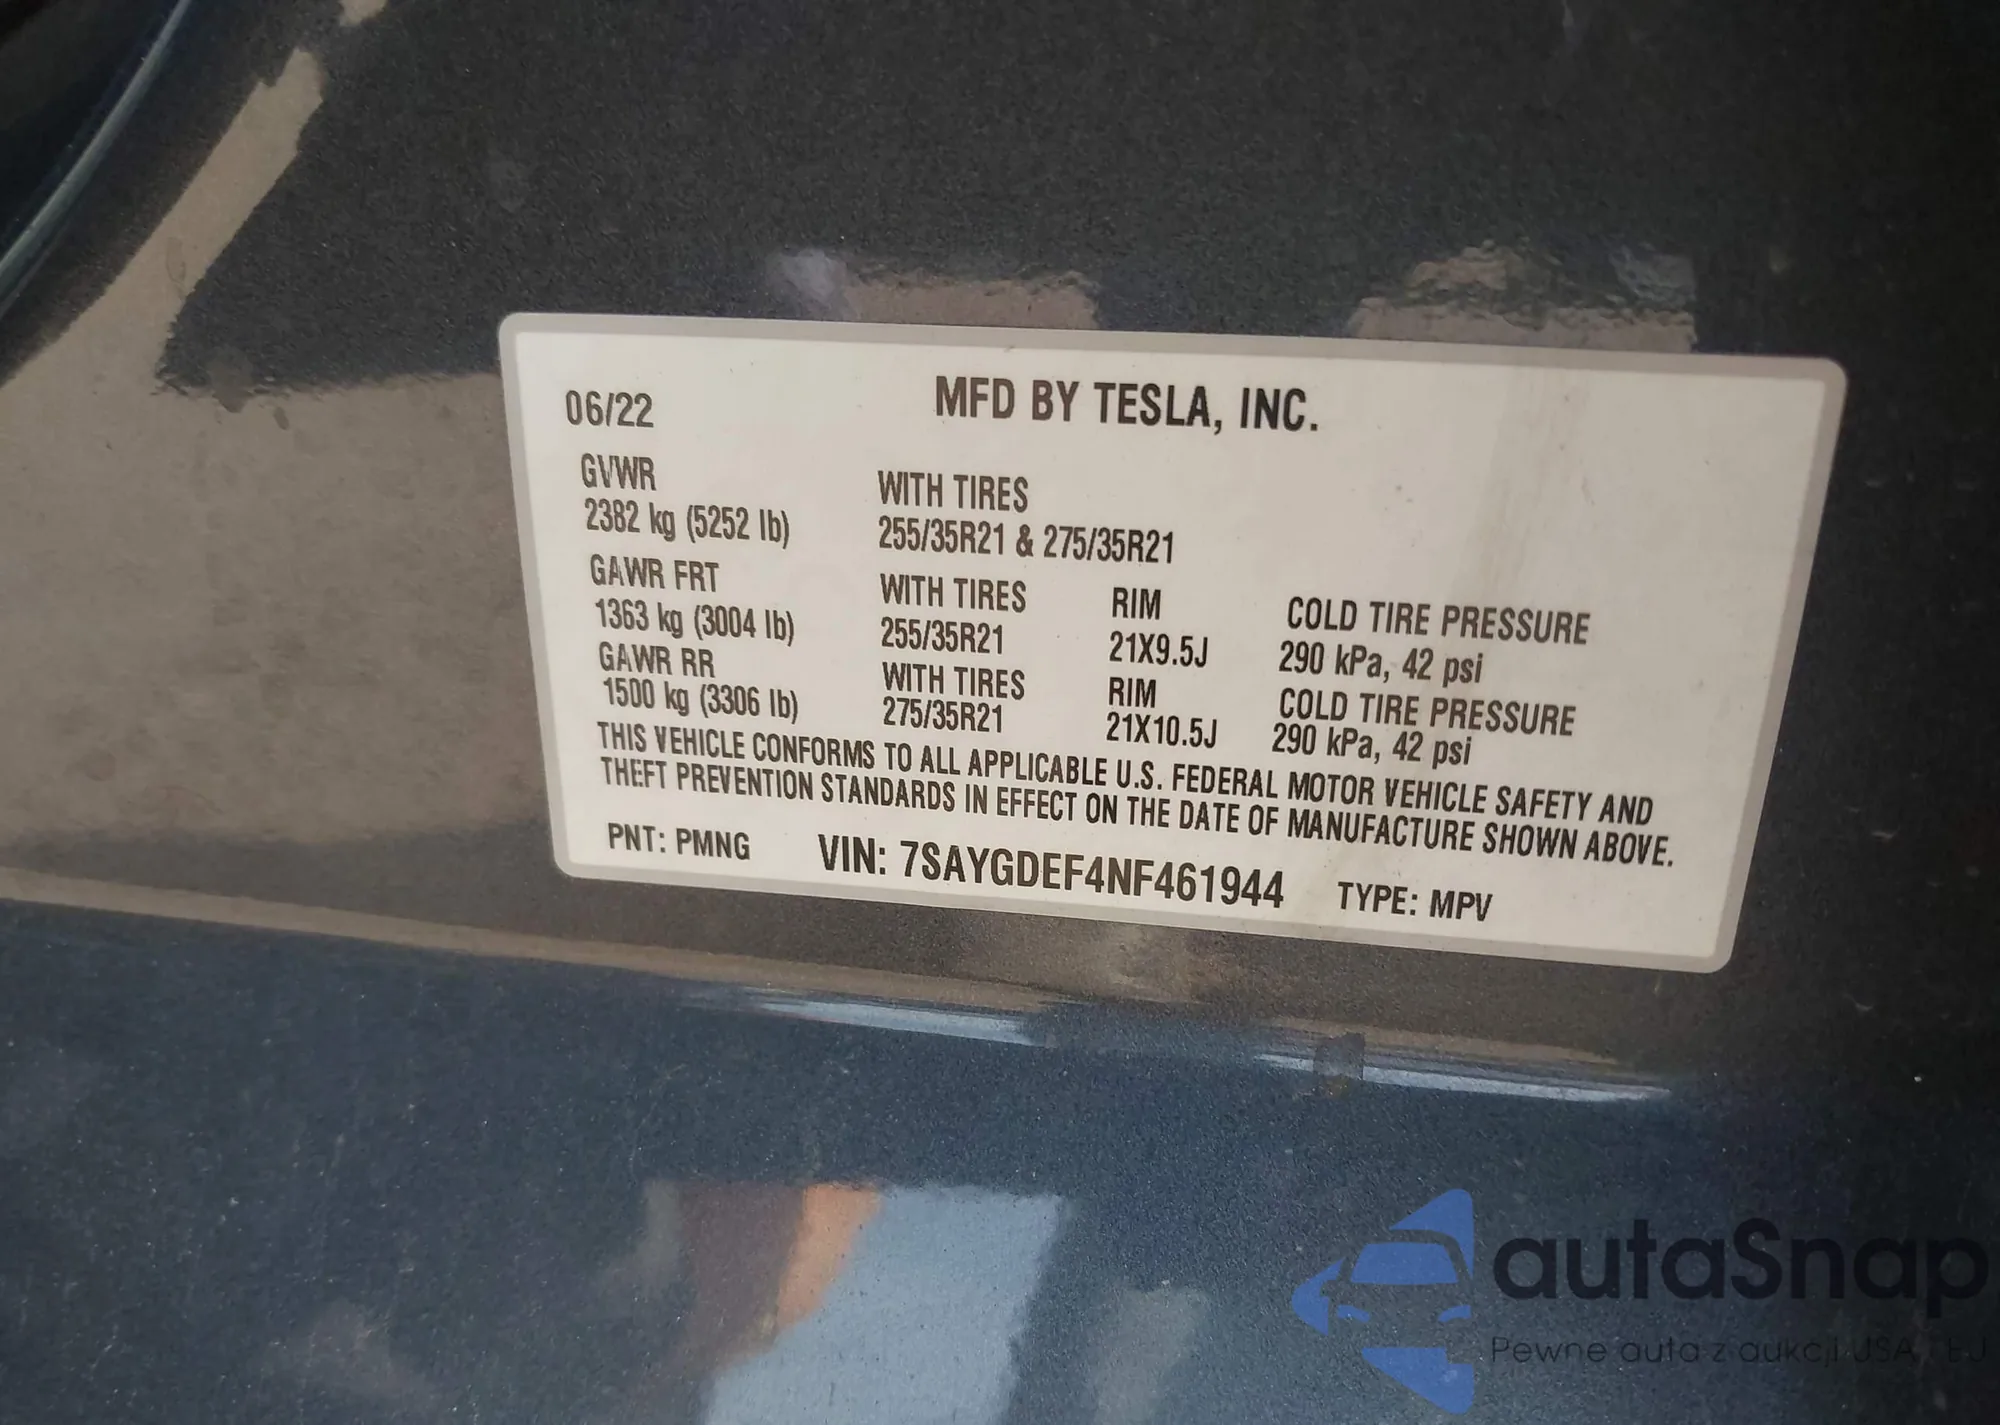 06/22 MFD BY TESLA, INC.
GVWR WITH TIRES
2382 kg (5252 lb) 255/35R21 & 275/35R21
GAWR FRT WITH TIRES RIM COLD TIRE PRESSURE
1363 kg (3004 lb) 255/35R21 21X9.5J 290 kPa, 42 psi
GAWR RR WITH TIRES RIM COLD TIRE PRESSURE
1500 kg (3306 lb) 275/35R21 21X10.5J 290 kPa, 42 psi
THIS VEHICLE CONFORMS TO ALL APPLICABLE U.S. FEDERAL MOTOR VEHICLE SAFETY AND
THEFT PREVENTION STANDARDS IN EFFECT ON THE DATE OF MANUFACTURE SHOWN ABOVE.
PNT: PMNG VIN: 7SAYGDEF4NF461944 TYPE: MPV
autaSnap
Pewne auta z aukcji USA